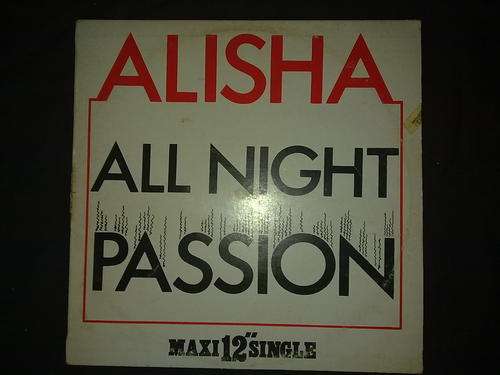 ALISHA
ALL NIGHT
PASSION
MAXI 12" SINGLE